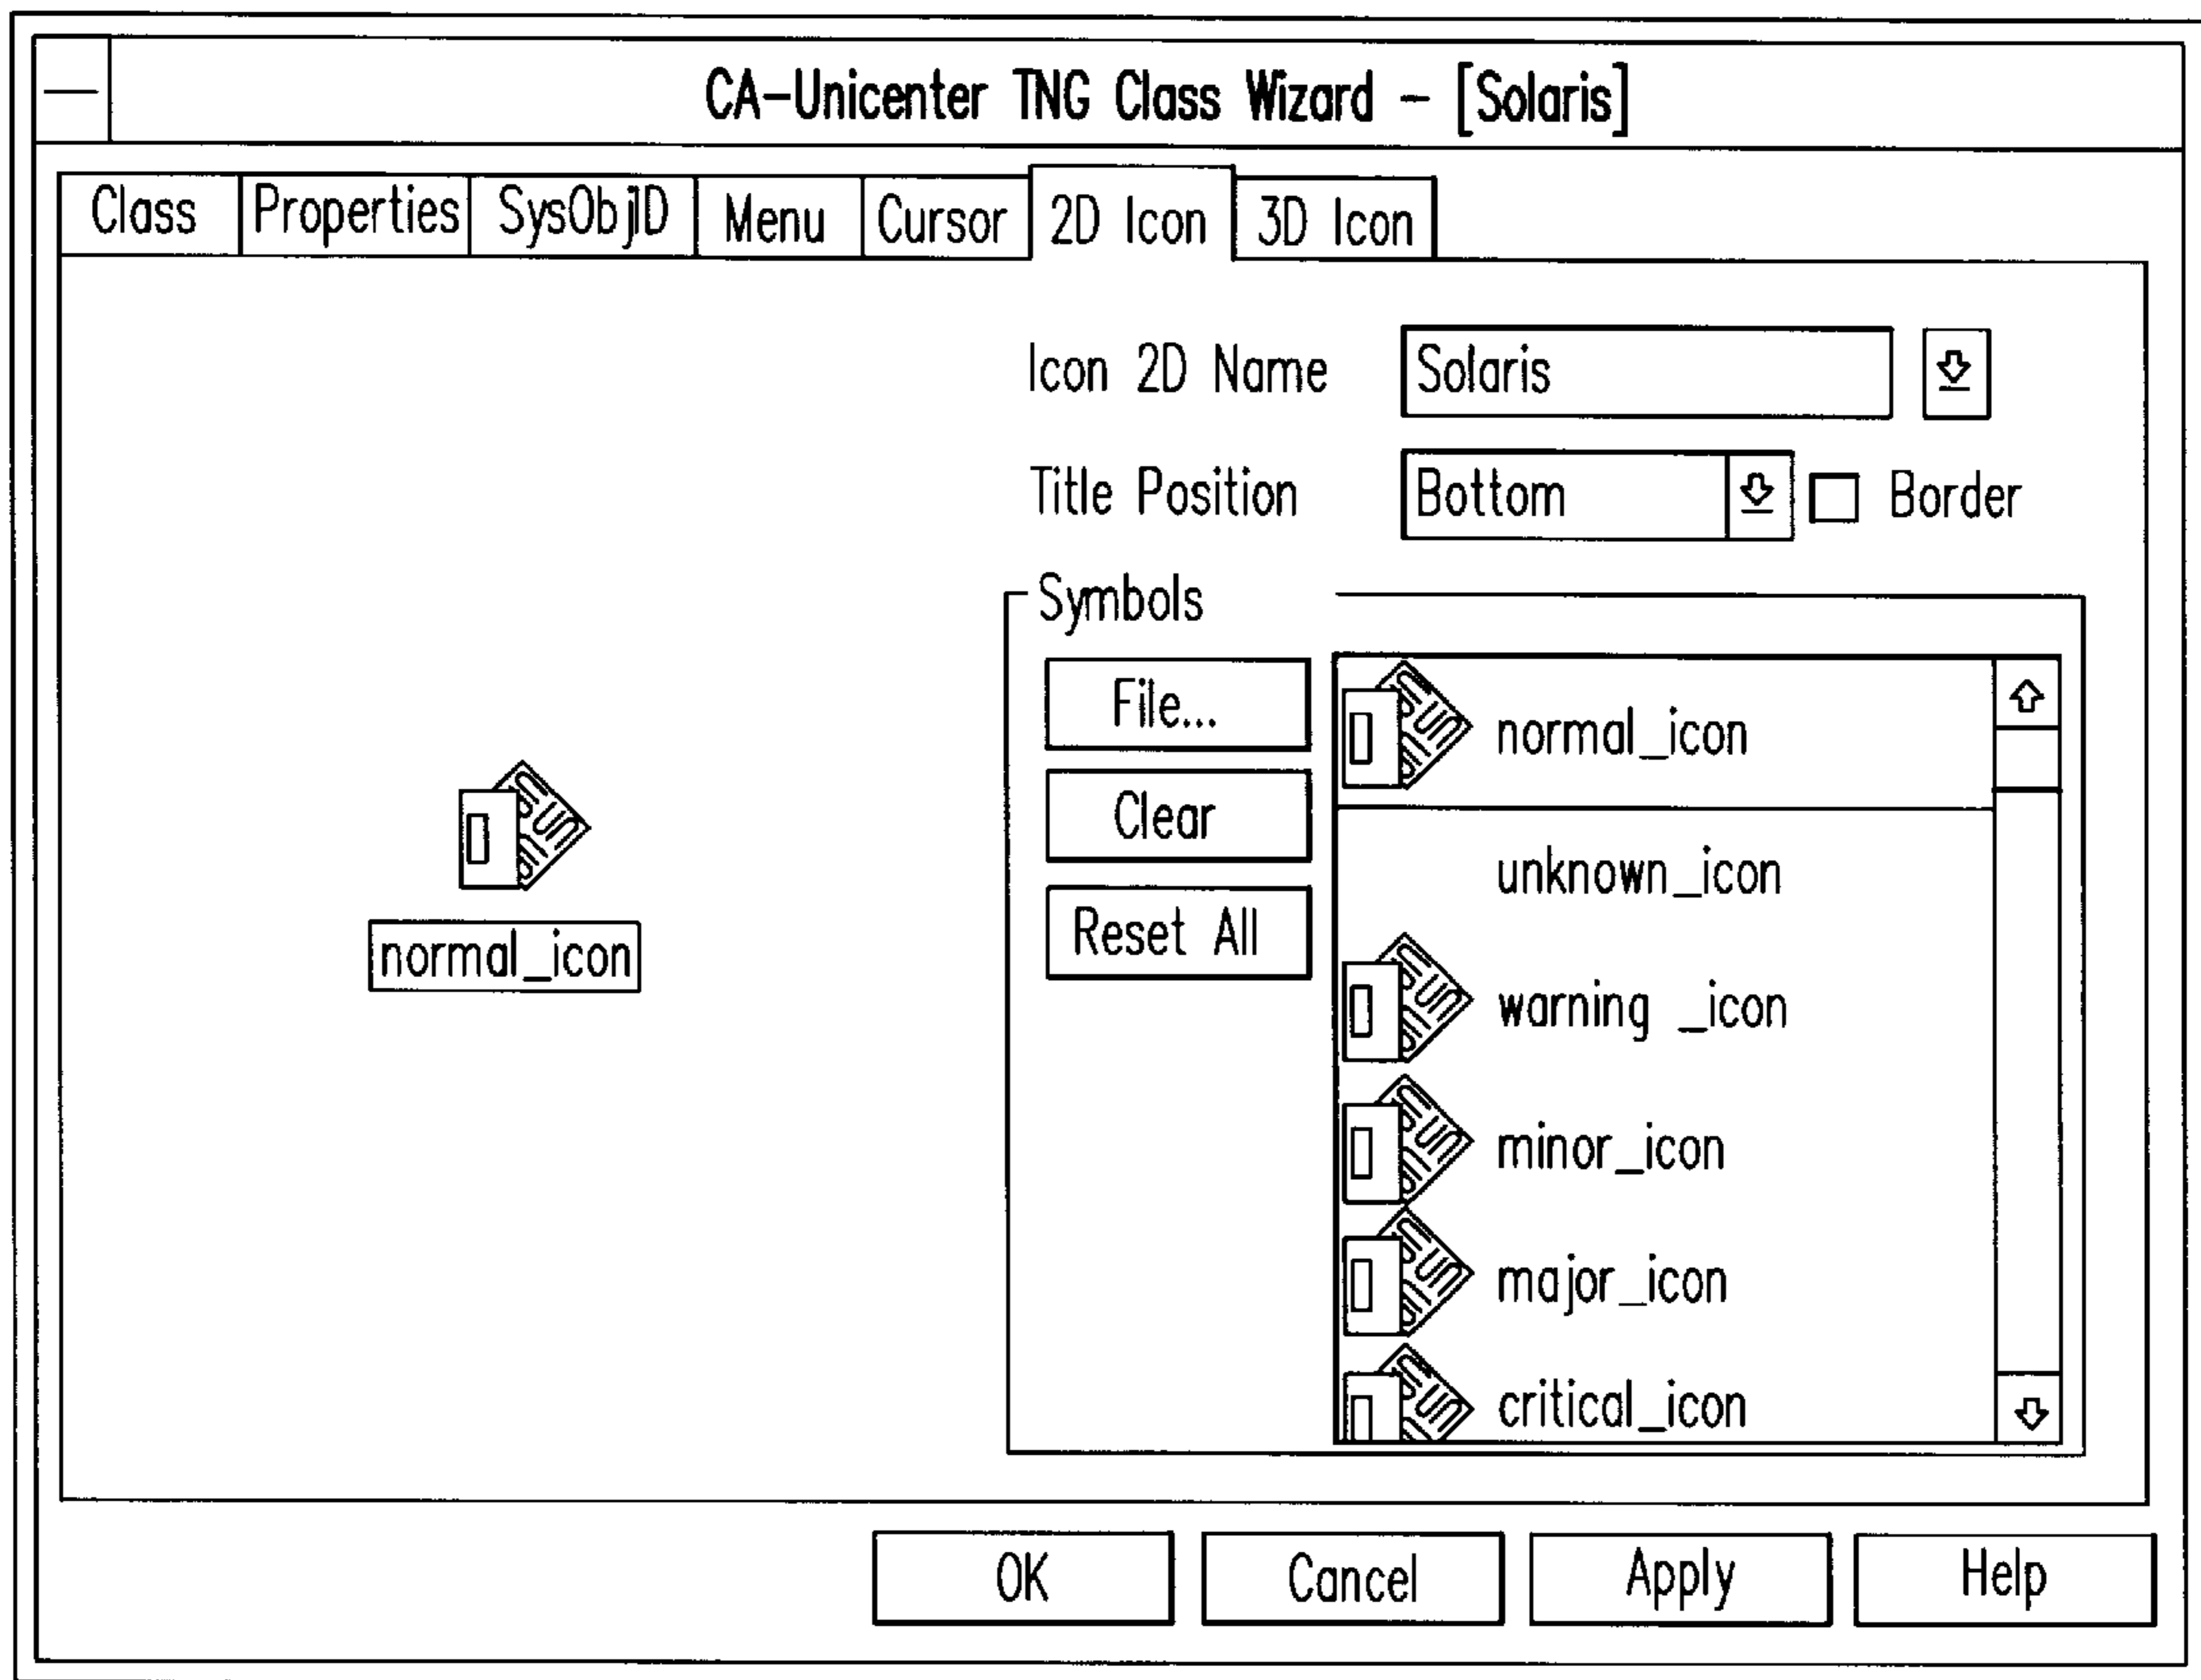 CA-Unicenter TNG Class Wizard - [Solaris]
Class Properties SysObjID Menu Cursor 2D Icon 3D Icon
Icon 2D Name Solaris
Title Position Bottom Border
Symbols
File...
Clear
Reset All
normal_icon
unknown_icon
warning _icon
minor_icon
major_icon
critical_icon
normal_icon
OK Cancel Apply Help